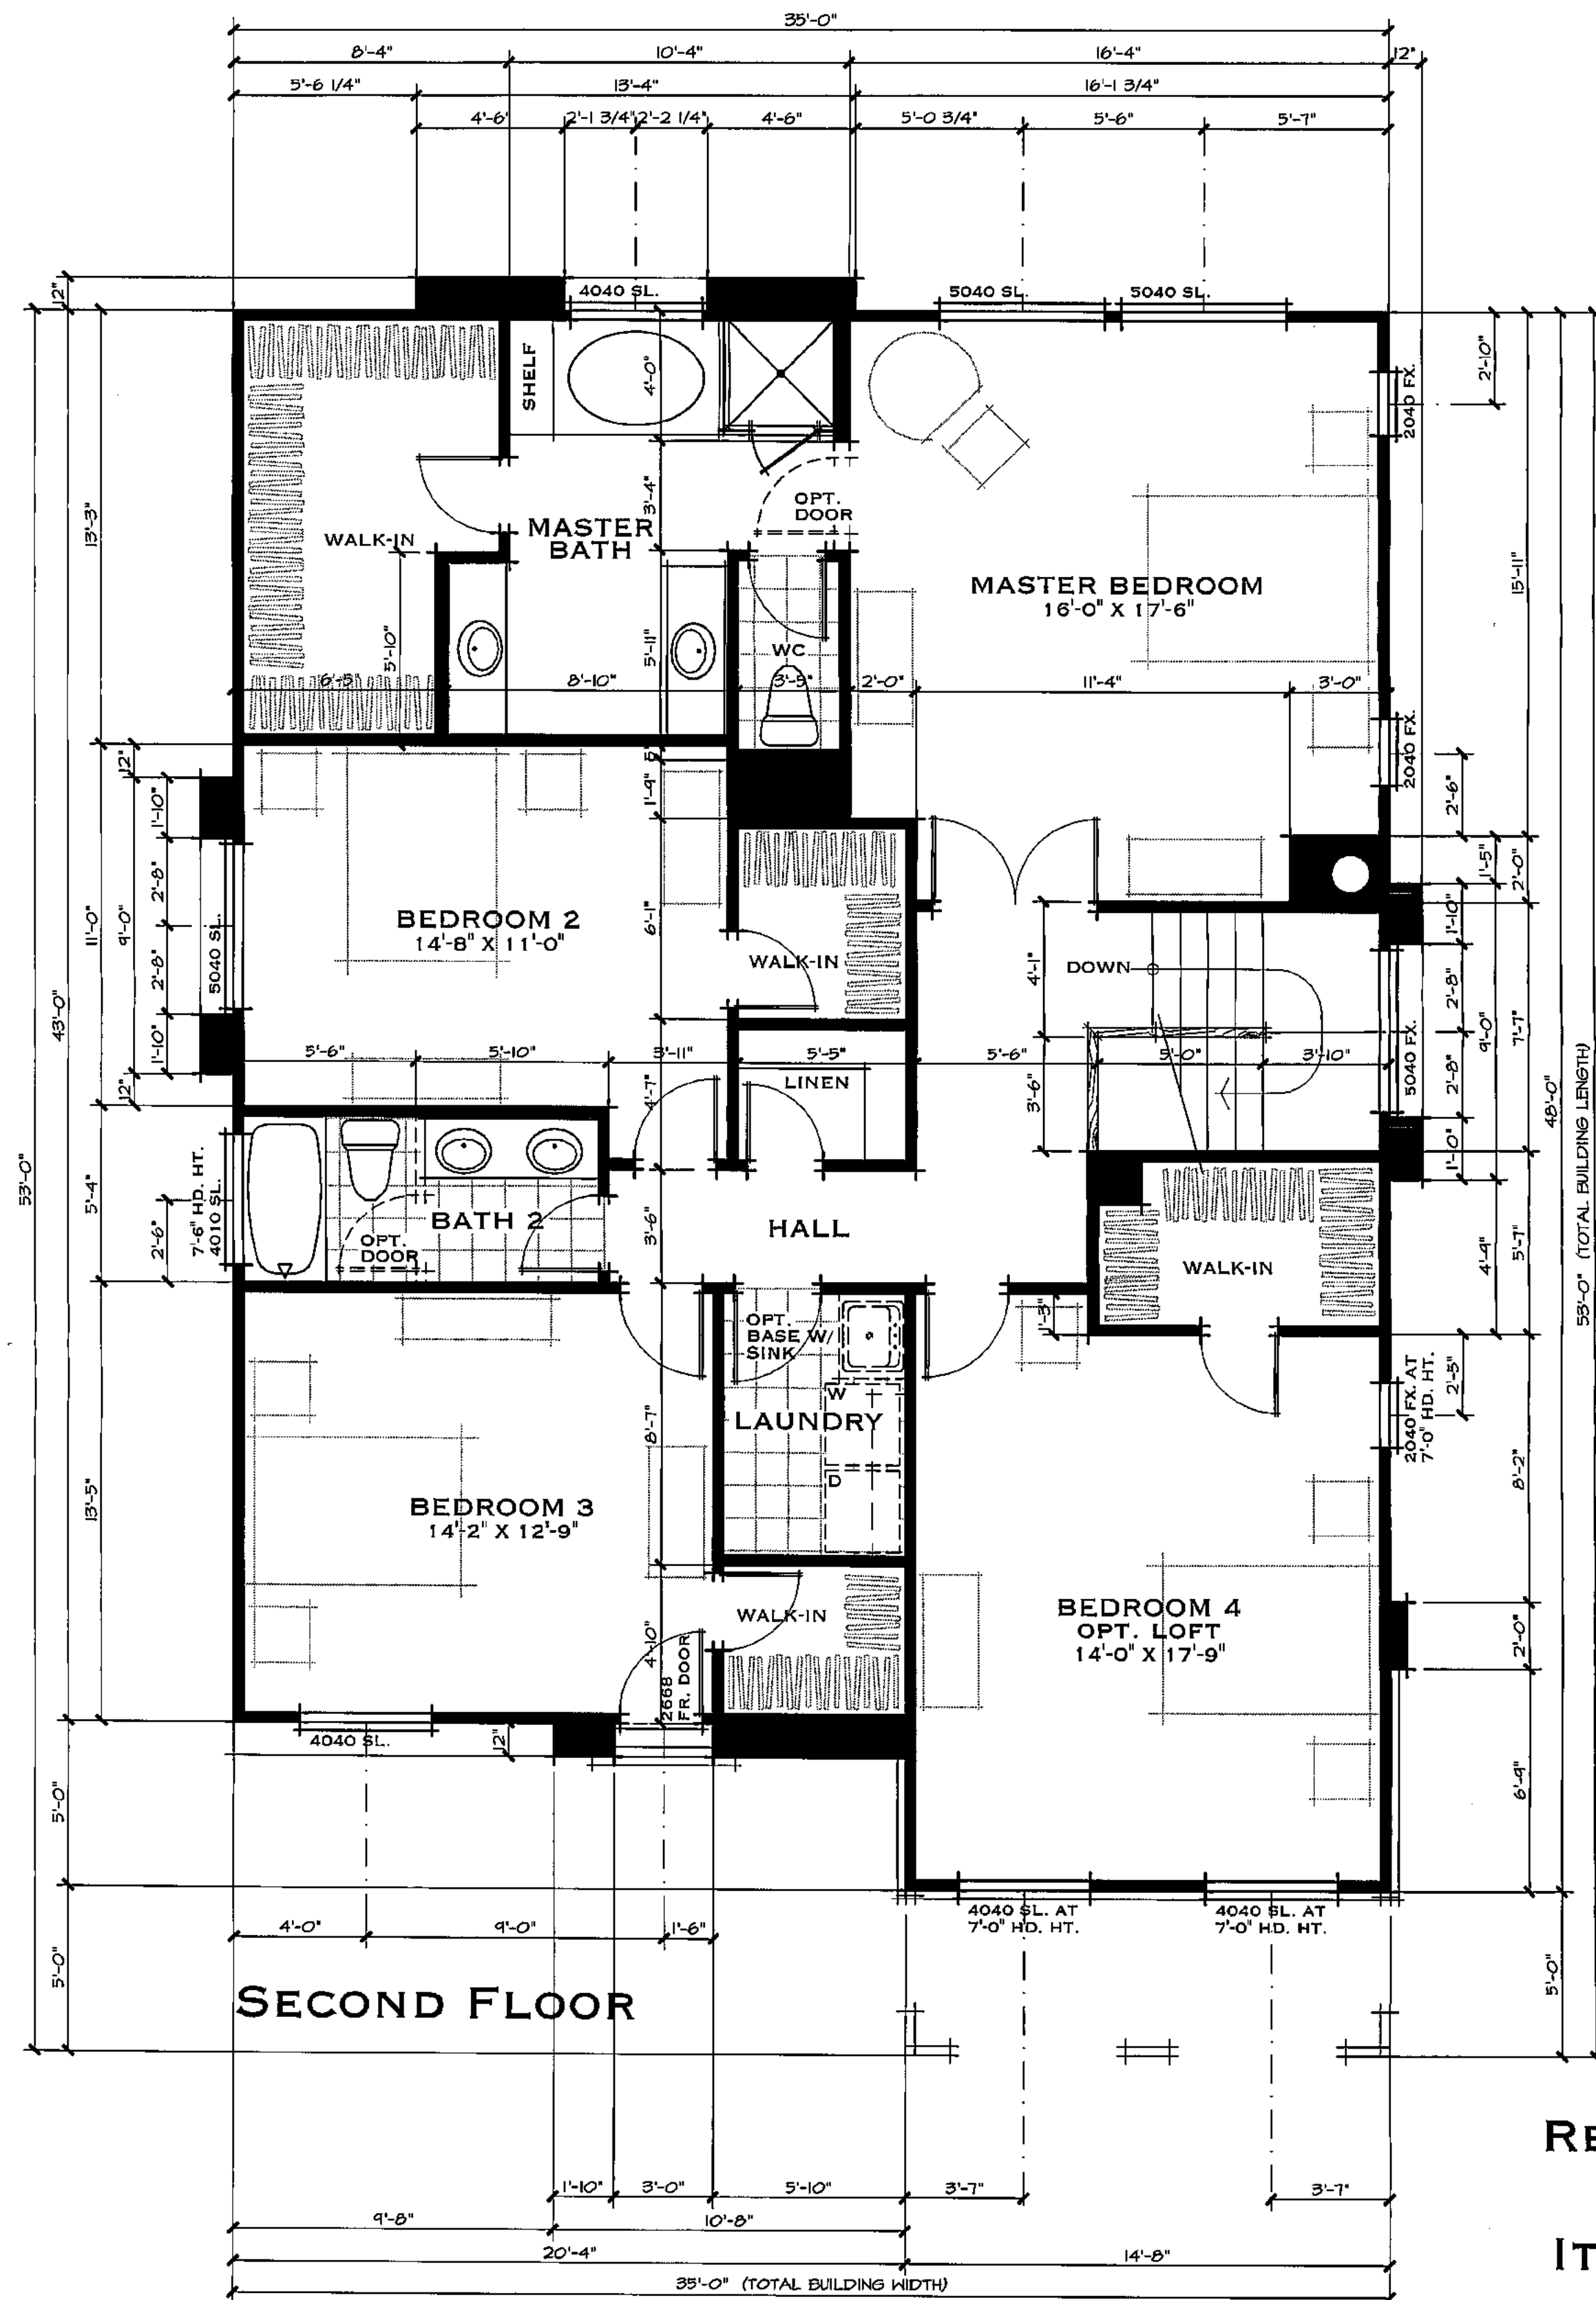 35'-0"
8'-4" 10'-4" 16'-4" 12"
5'-6 1/4" 13'-4" 16'-1 3/4"
4'-6" 2'-1 3/4" 2'-2 1/4" 4'-6" 5'-0 3/4" 5'-6" 5'-7"
12"
4040 SL. 5040 SL. 5040 SL.
SHELF
4'-0"
2040 FX.
2'-10"
OPT.
DOOR
3'-4"
13'-3"
WALK-IN
MASTER
BATH
MASTER BEDROOM
16'-0" X 17'-6"
15'-11"
5'-10"
5'-11"
WC
6'-5" 8'-10" 3'-5" 2'-0" 11'-4" 3'-0"
2040 FX.
12"
5"
1'-9"
1'-10"
2'-6"
1'-5"
2'-0"
2'-8"
1'-10"
11'-0"
9'-0"
BEDROOM 2
14'-8" X 11'-0"
6'-1"
WALK-IN
DOWN
4'-1"
5040 SL.
2'-8"
1'-10"
12"
43'-0"
53'-0"
2'-8"
9'-0"
7'-7"
5'-6" 5'-10" 3'-11" 5'-5" 5'-6" 5'-0" 3'-10"
LINEN
4'-7"
3'-6"
5040 FX.
2'-8"
1'-0"
48'-0"
53'-0" (TOTAL BUILDING LENGTH)
5'-4"
2'-6"
7'-6" HD. HT.
4010 SL.
BATH 2
OPT.
DOOR
3'-6"
HALL
WALK-IN
4'-9"
5'-7"
1'-3"
OPT.
BASE W/
SINK
W
LAUNDRY
D
8'-7"
2040 FX. AT
7'-0" HD. HT.
2'-5"
8'-2"
13'-5"
BEDROOM 3
14'-2" X 12'-9"
WALK-IN
4'-10"
2668
FR. DOOR
BEDROOM 4
OPT. LOFT
14'-0" X 17'-9"
2'-0"
4040 SL.
12"
5'-0"
6'-9"
4040 SL. AT
7'-0" HD. HT.
4040 SL. AT
7'-0" HD. HT.
4'-0" 9'-0" 1'-6"
5'-0"
5'-0"
SECOND FLOOR
RE
1'-10" 3'-0" 5'-10" 3'-7" 3'-7"
9'-8" 10'-8"
IT
20'-4" 14'-8"
35'-0" (TOTAL BUILDING WIDTH)